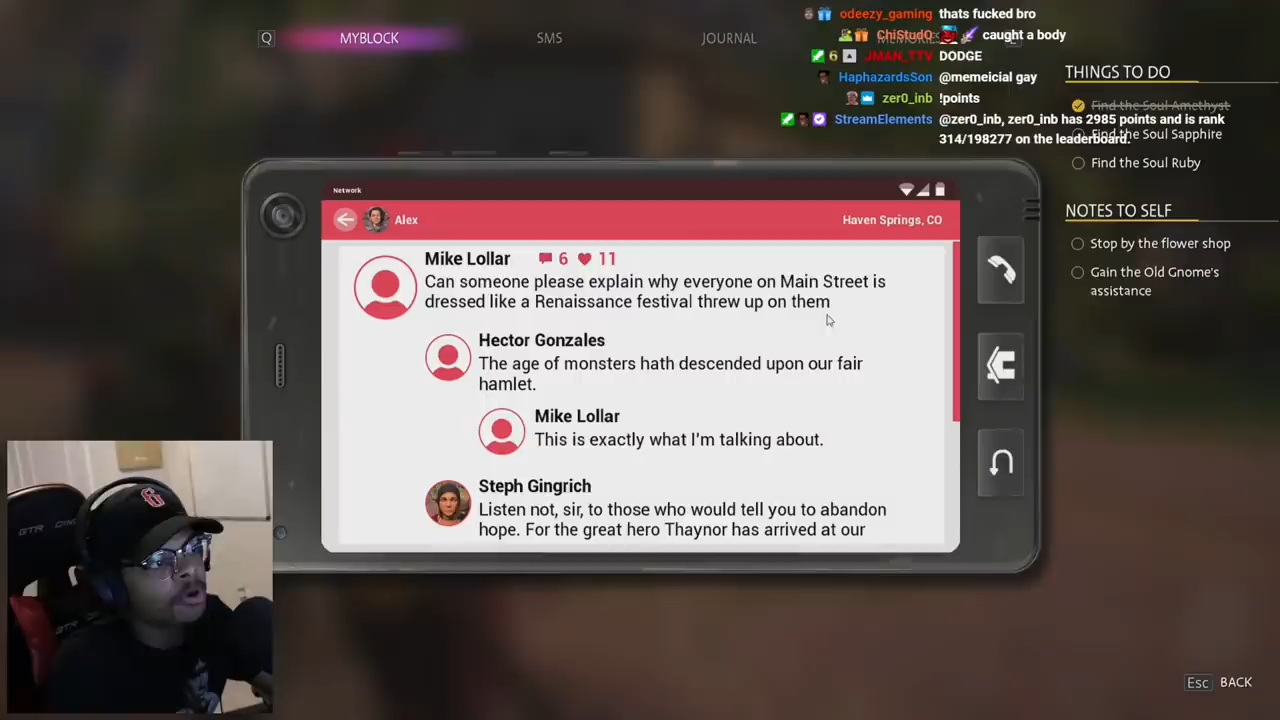 Q
MYBLOCK
SMS
JOURNAL
odeezy_gaming thats fucked bro
ChiStudQ caught a body
6 JMAN_TTV DODGE
HaphazardsSon @memeicial gay
zer0_inb !points
StreamElements @zer0_inb, zer0_inb has 2985 points and is rank
314/198277 on the leaderboard.
THINGS TO DO
Find the Soul Amethyst
Find the Soul Sapphire
Find the Soul Ruby
NOTES TO SELF
Stop by the flower shop
Gain the Old Gnome's
assistance
Network
Alex
Haven Springs, CO
Mike Lollar 6 11
Can someone please explain why everyone on Main Street is
dressed like a Renaissance festival threw up on them
Hector Gonzales
The age of monsters hath descended upon our fair
hamlet.
Mike Lollar
This is exactly what I'm talking about.
Steph Gingrich
Listen not, sir, to those who would tell you to abandon
hope. For the great hero Thaynor has arrived at our
GTR
Esc BACK